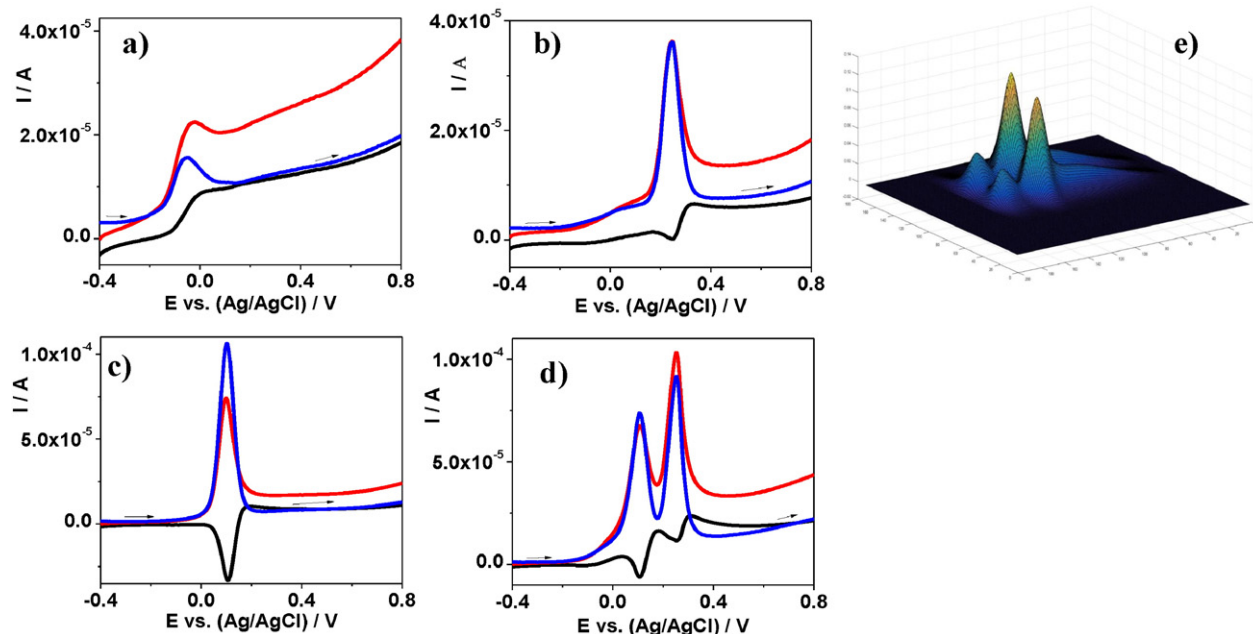 a)
4.0x10⁻⁵
2.0x10⁻⁵
0.0
I / A
-0.4 0.0 0.4 0.8
E vs. (Ag/AgCl) / V
b)
4.0x10⁻⁵
2.0x10⁻⁵
0.0
I / A
-0.4 0.0 0.4 0.8
E vs. (Ag/AgCl) / V
e)
c)
1.0x10⁻⁴
5.0x10⁻⁵
0.0
I / A
-0.4 0.0 0.4 0.8
E vs. (Ag/AgCl) / V
d)
1.0x10⁻⁴
5.0x10⁻⁵
0.0
I / A
-0.4 0.0 0.4 0.8
E vs. (Ag/AgCl) / V